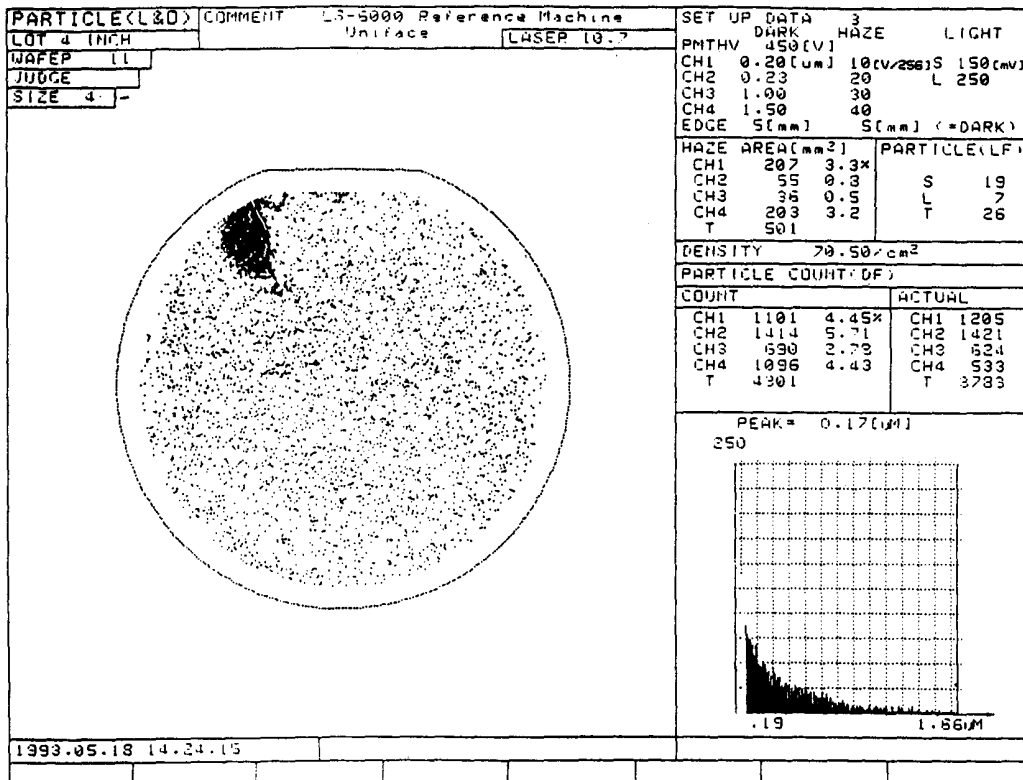 PARTICLE(L&D)
COMMENT LS-6000 Reference Machine
Uniface
LASER 10.7
LOT 4 INCH
WAFER 11
JUDGE
SIZE 4 -
SET UP DATA 3
DARK HAZE LIGHT
PMTHV 450[V]
CH1 0.20[um] 10[V/256] S 150[mV]
CH2 0.23 20 L 250
CH3 1.00 30
CH4 1.50 40
EDGE 5[mm] 5[mm] (=DARK)
HAZE AREA[mm²]
CH1 207 3.3%
CH2 55 0.3
CH3 36 0.5
CH4 203 3.2
T 501
PARTICLE(LF)
S 19
L 7
T 26
DENSITY 70.50/cm²
PARTICLE COUNT(DF)
COUNT
CH1 1101 4.45%
CH2 1414 5.71
CH3 690 2.79
CH4 1096 4.43
T 4301
ACTUAL
CH1 1205
CH2 1421
CH3 624
CH4 533
T 3783
PEAK= 0.17[uM]
250
.19 1.66uM
1993.05.18 14.24.15